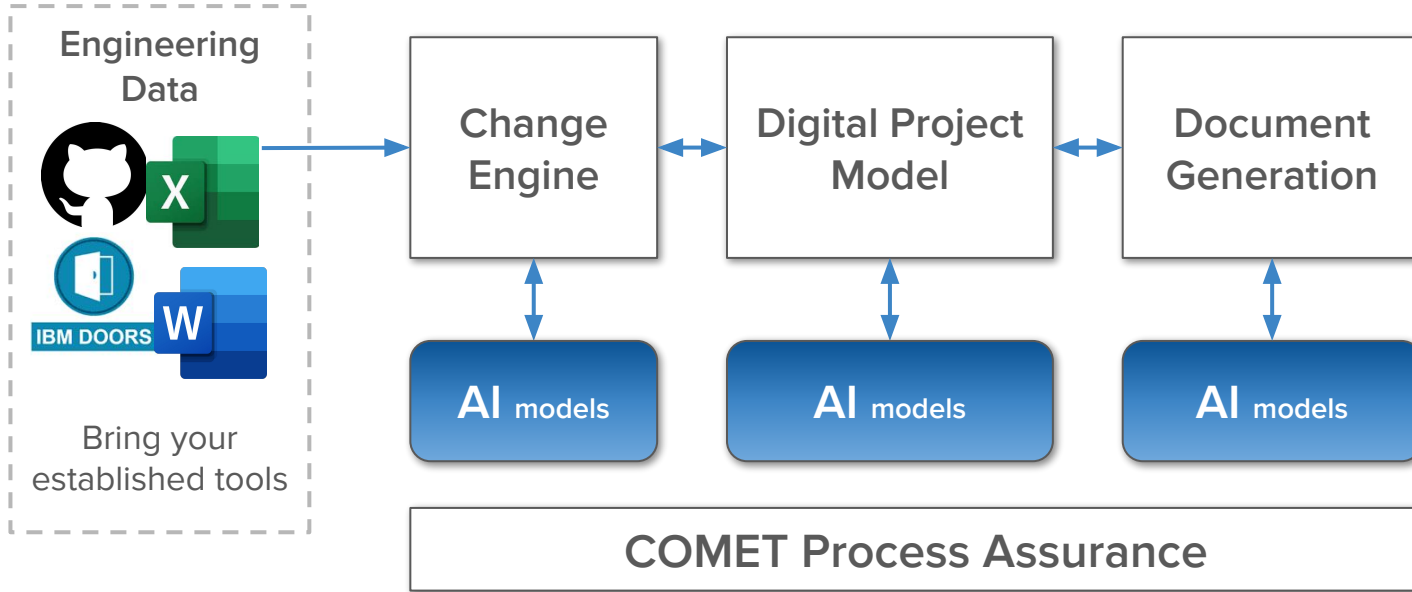 Engineering
Data
X
IBM DOORS
W
Bring your
established tools
Change
Engine
Digital Project
Model
Document
Generation
AI models
AI models
AI models
COMET Process Assurance